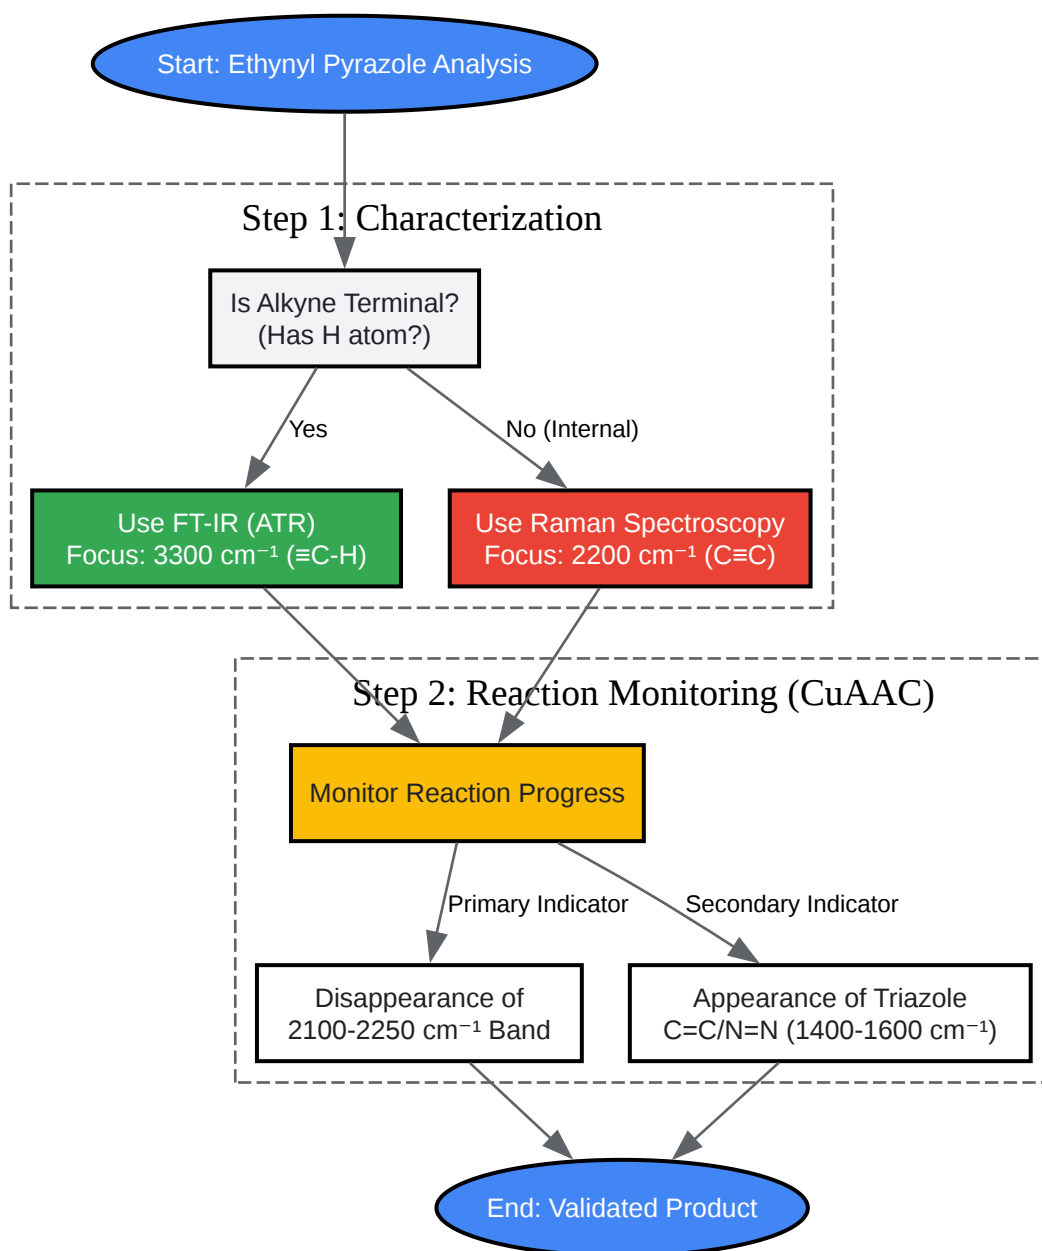 Start: Ethynyl Pyrazole Analysis
Step 1: Characterization
Is Alkyne Terminal?
(Has H atom?)
Yes
No (Internal)
Use FT-IR (ATR)
Focus: 3300 cm⁻¹ (≡C-H)
Use Raman Spectroscopy
Focus: 2200 cm⁻¹ (C≡C)
Step 2: Reaction Monitoring (CuAAC)
Monitor Reaction Progress
Primary Indicator
Secondary Indicator
Disappearance of
2100-2250 cm⁻¹ Band
Appearance of Triazole
C=C/N=N (1400-1600 cm⁻¹)
End: Validated Product